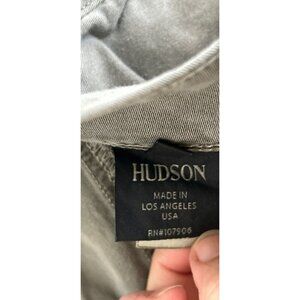 HUDSON
MADE IN
LOS ANGELES
USA
RN#107906